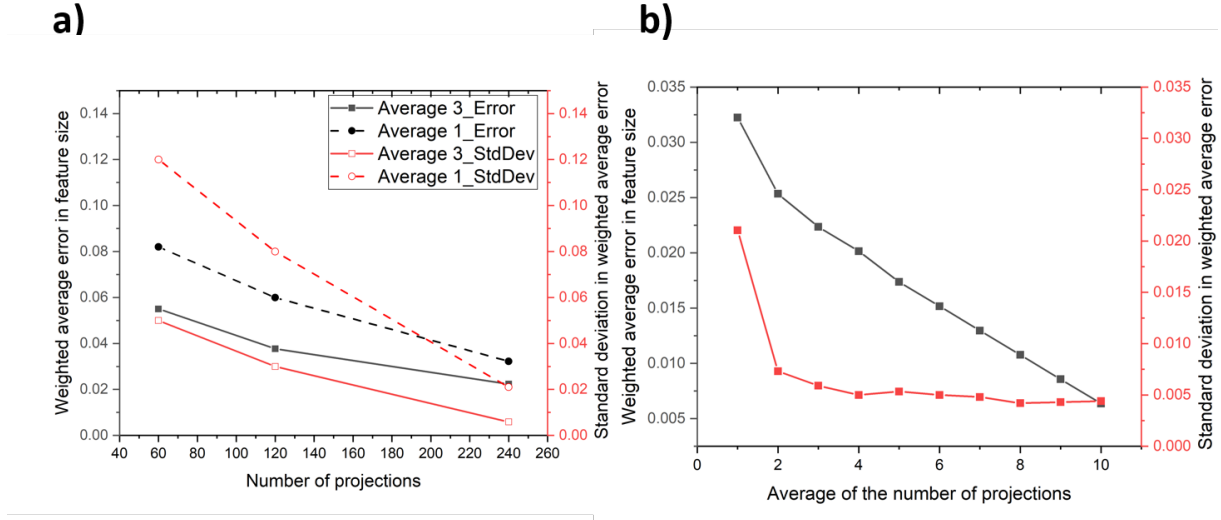 a)
Weighted average error in feature size
0.14
0.12
0.10
0.08
0.06
0.04
0.02
0.00
Average 3_Error
Average 1_Error
Average 3_StdDev
Average 1_StdDev
0.14
0.12
0.10
0.08
0.06
0.04
0.02
0.00
Standard deviation in weighted average error
40 60 80 100 120 140 160 180 200 220 240 260
Number of projections
b)
Weighted average error in feature size
0.035
0.030
0.025
0.020
0.015
0.010
0.005
0.035
0.030
0.025
0.020
0.015
0.010
0.005
0.000
Standard deviation in weighted average error
0 2 4 6 8 10
Average of the number of projections